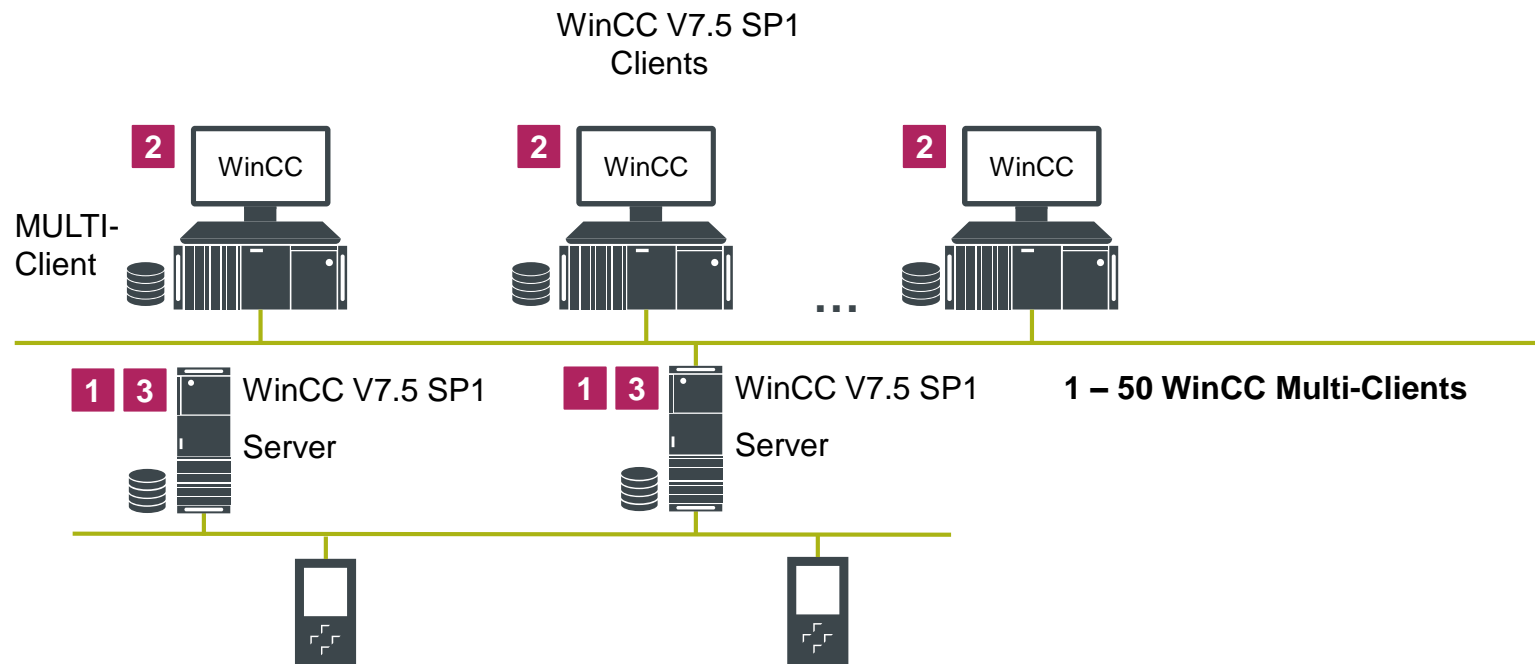 WinCC V7.5 SP1
Clients
2
WinCC
2
WinCC
2
WinCC
MULTI-
Client
...
1 3
WinCC V7.5 SP1
Server
1 3
WinCC V7.5 SP1
Server
1 – 50 WinCC Multi-Clients